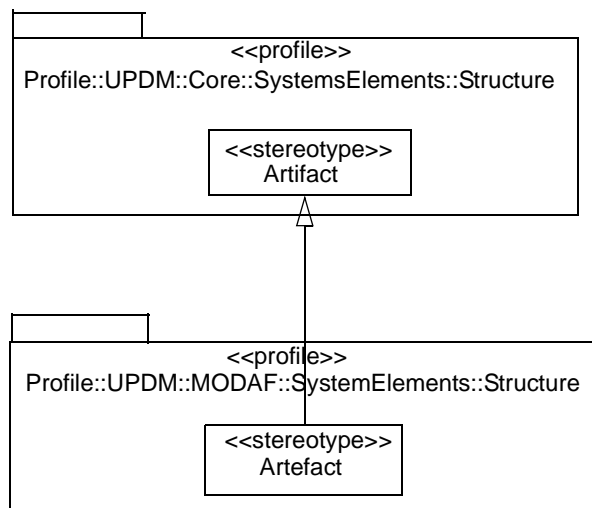 <<profile>>
Profile::UPDM::Core::SystemsElements::Structure
<<stereotype>>
Artifact
<<profile>>
Profile::UPDM::MODAF::SystemElements::Structure
<<stereotype>>
Artefact